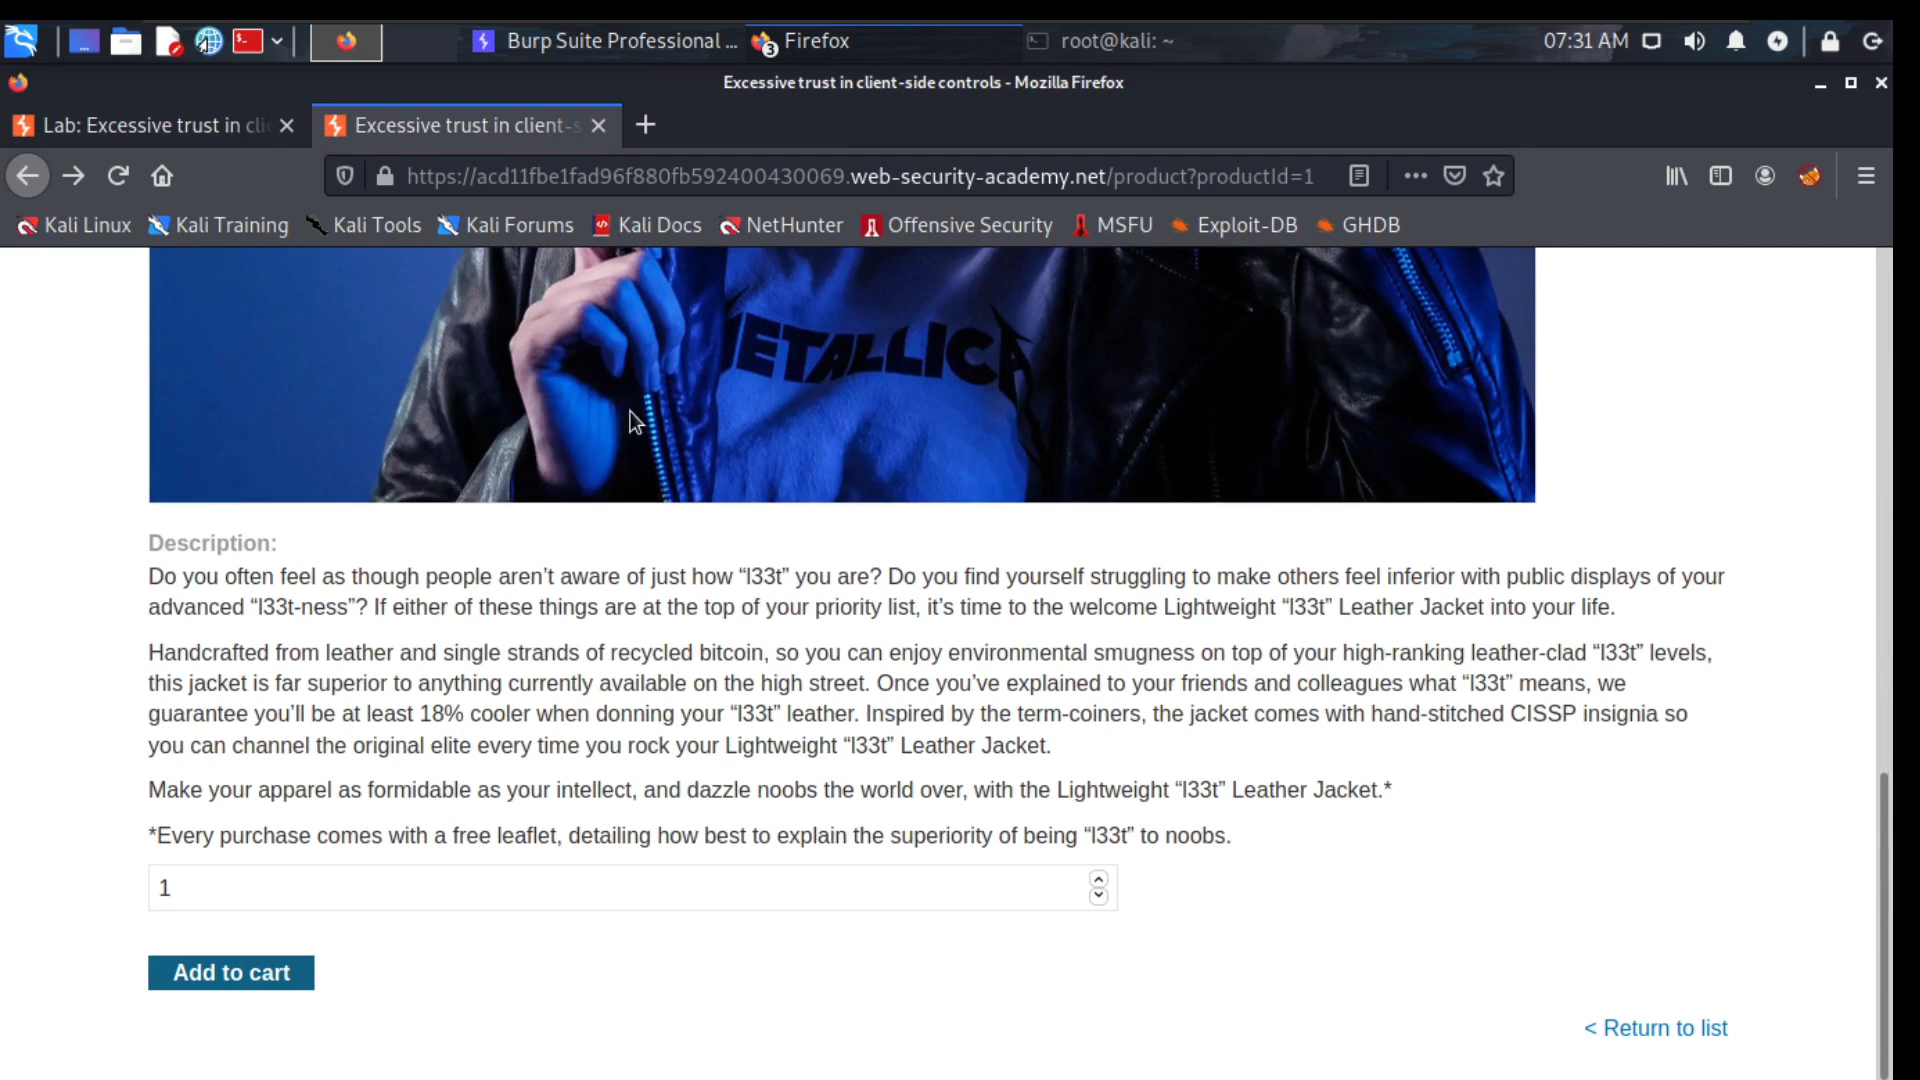 Burp Suite Professional ...
3
Firefox
root@kali: ~
07:31 AM
Excessive trust in client-side controls - Mozilla Firefox
Lab: Excessive trust in cli
Excessive trust in client-s
https://acd11fbe1fad96f880fb592400430069.web-security-academy.net/product?productId=1
Kali Linux
Kali Training
Kali Tools
Kali Forums
Kali Docs
NetHunter
Offensive Security
MSFU
Exploit-DB
GHDB
METALLICA
Description:
Do you often feel as though people aren’t aware of just how “l33t” you are? Do you find yourself struggling to make others feel inferior with public displays of your
advanced “l33t-ness”? If either of these things are at the top of your priority list, it’s time to the welcome Lightweight “l33t” Leather Jacket into your life.
Handcrafted from leather and single strands of recycled bitcoin, so you can enjoy environmental smugness on top of your high-ranking leather-clad “l33t” levels,
this jacket is far superior to anything currently available on the high street. Once you’ve explained to your friends and colleagues what “l33t” means, we
guarantee you’ll be at least 18% cooler when donning your “l33t” leather. Inspired by the term-coiners, the jacket comes with hand-stitched CISSP insignia so
you can channel the original elite every time you rock your Lightweight “l33t” Leather Jacket.
Make your apparel as formidable as your intellect, and dazzle noobs the world over, with the Lightweight “l33t” Leather Jacket.*
*Every purchase comes with a free leaflet, detailing how best to explain the superiority of being “l33t” to noobs.
1
Add to cart
< Return to list